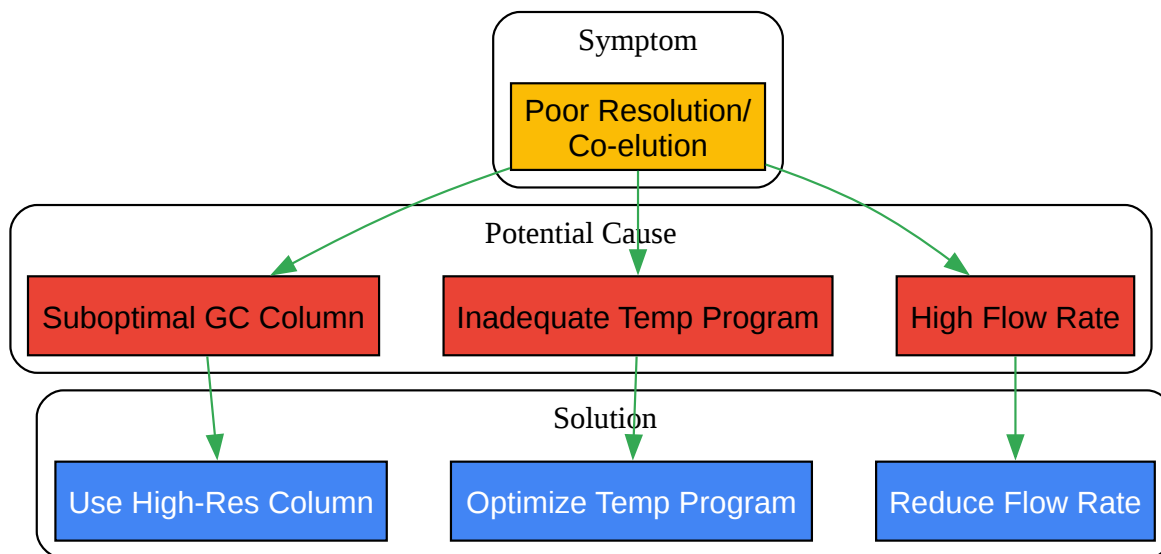 Symptom
Poor Resolution/
Co-elution
Potential Cause
Suboptimal GC Column
Inadequate Temp Program
High Flow Rate
Solution
Use High-Res Column
Optimize Temp Program
Reduce Flow Rate